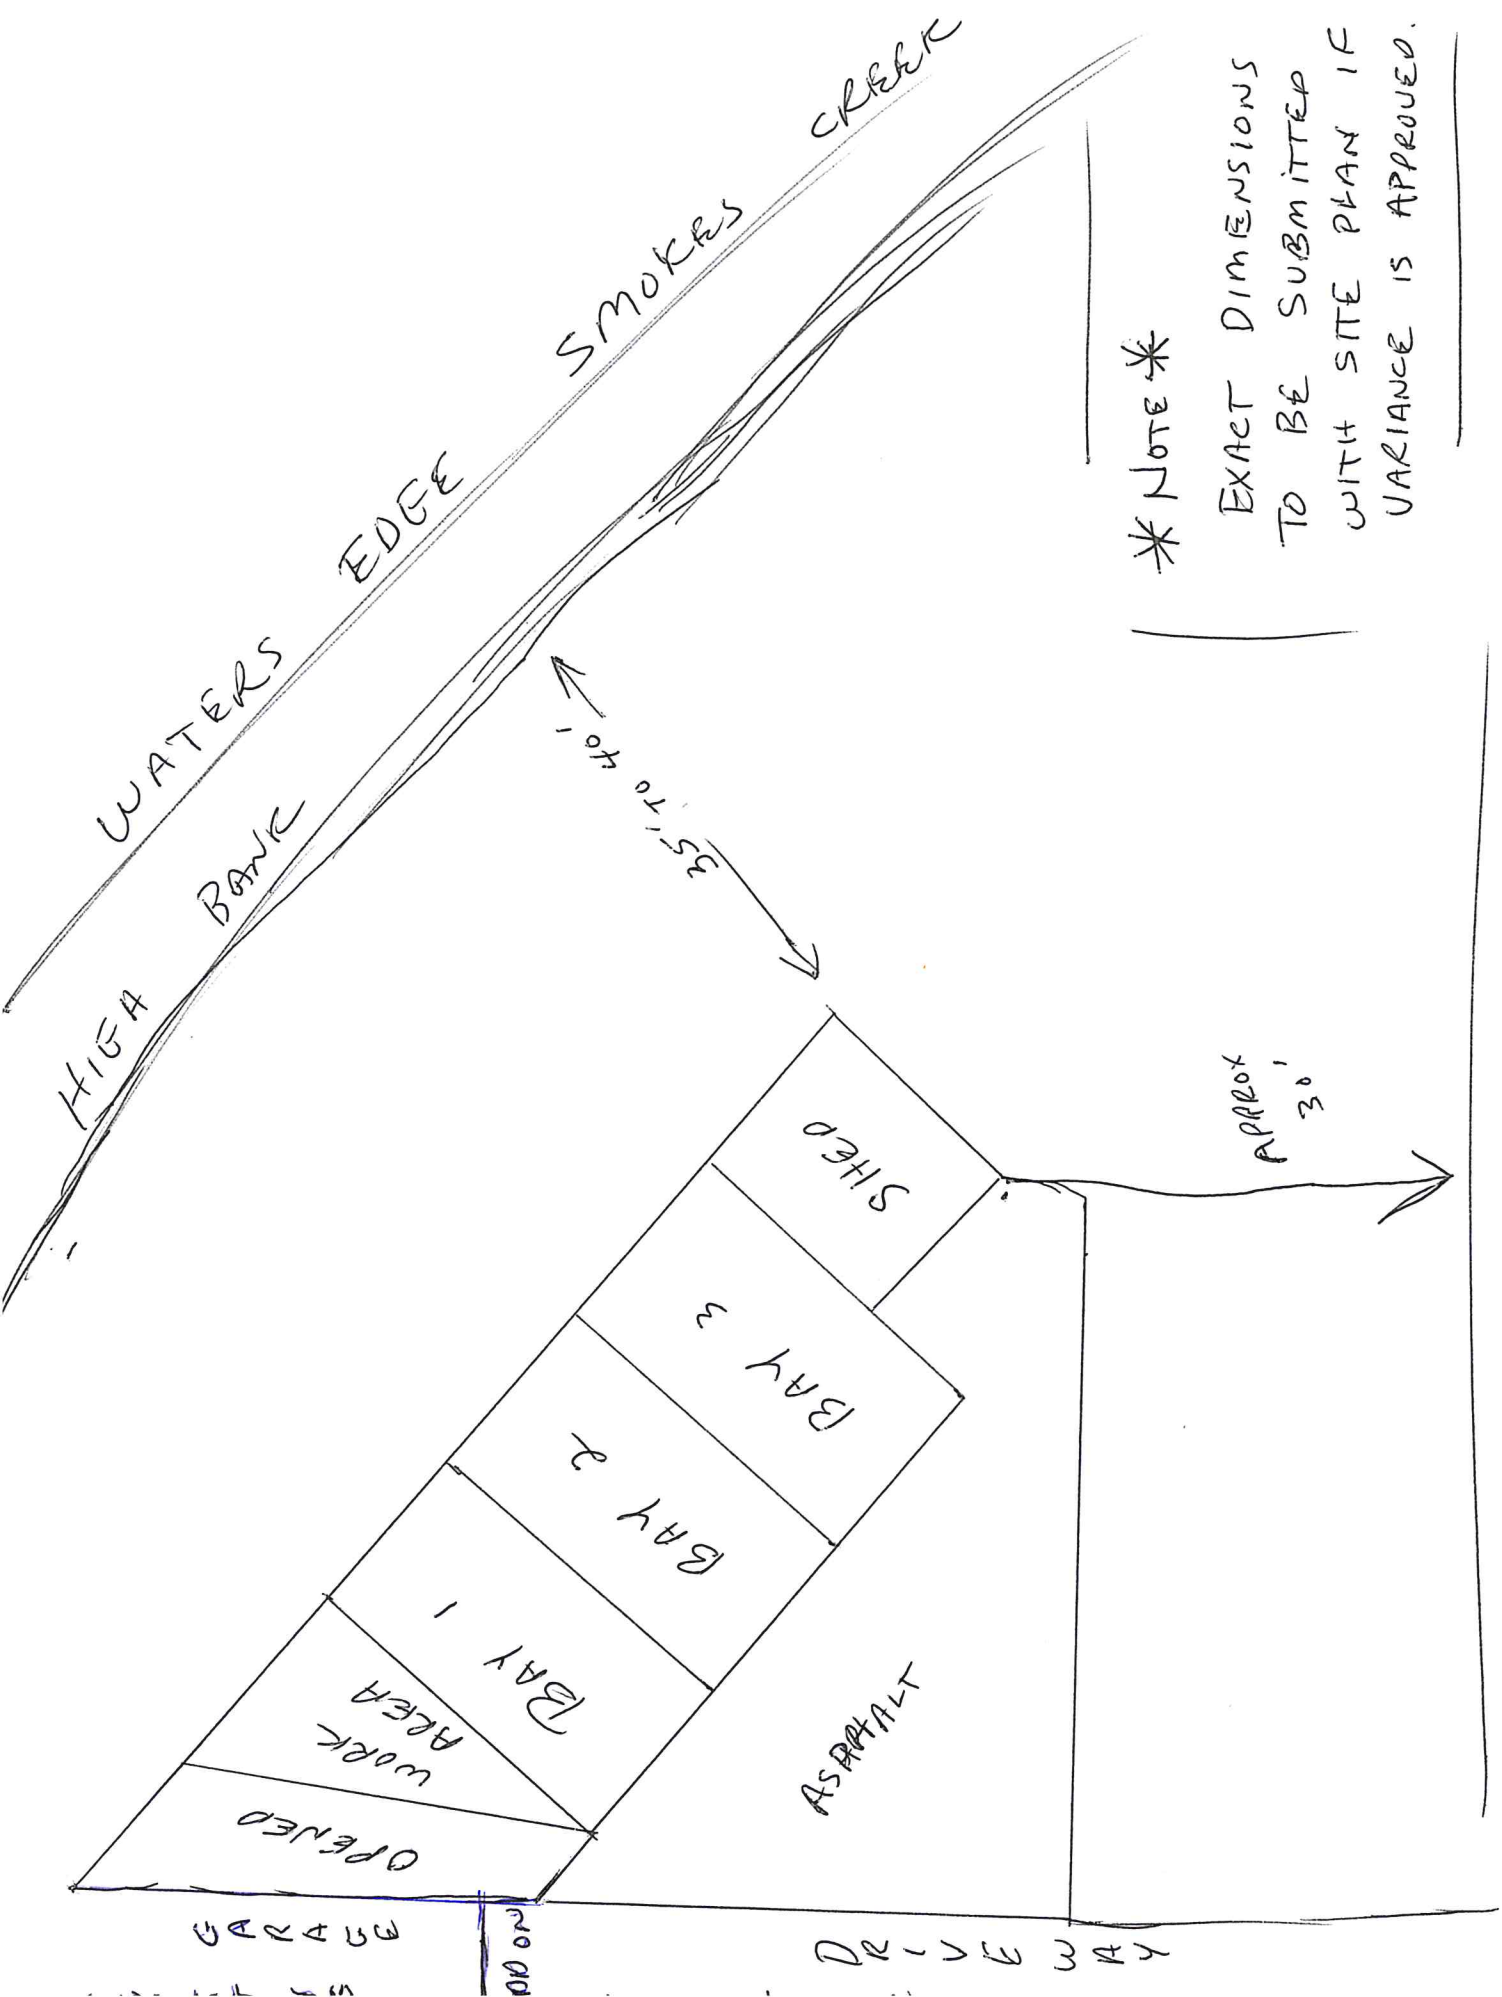 WATERS EDGE SMOKES CREEK
HIGH BANK
35' TO 40'
* NOTE *
EXACT DIMENSIONS
TO BE SUBMITTED
WITH SITE PLAN IF
VARIANCE IS APPROVED.
OPENED
WORK
AREA
BAY 1
BAY 2
BAY 3
SHED
APPROX
30'
ASPHALT
GARAGE
DRIVEWAY